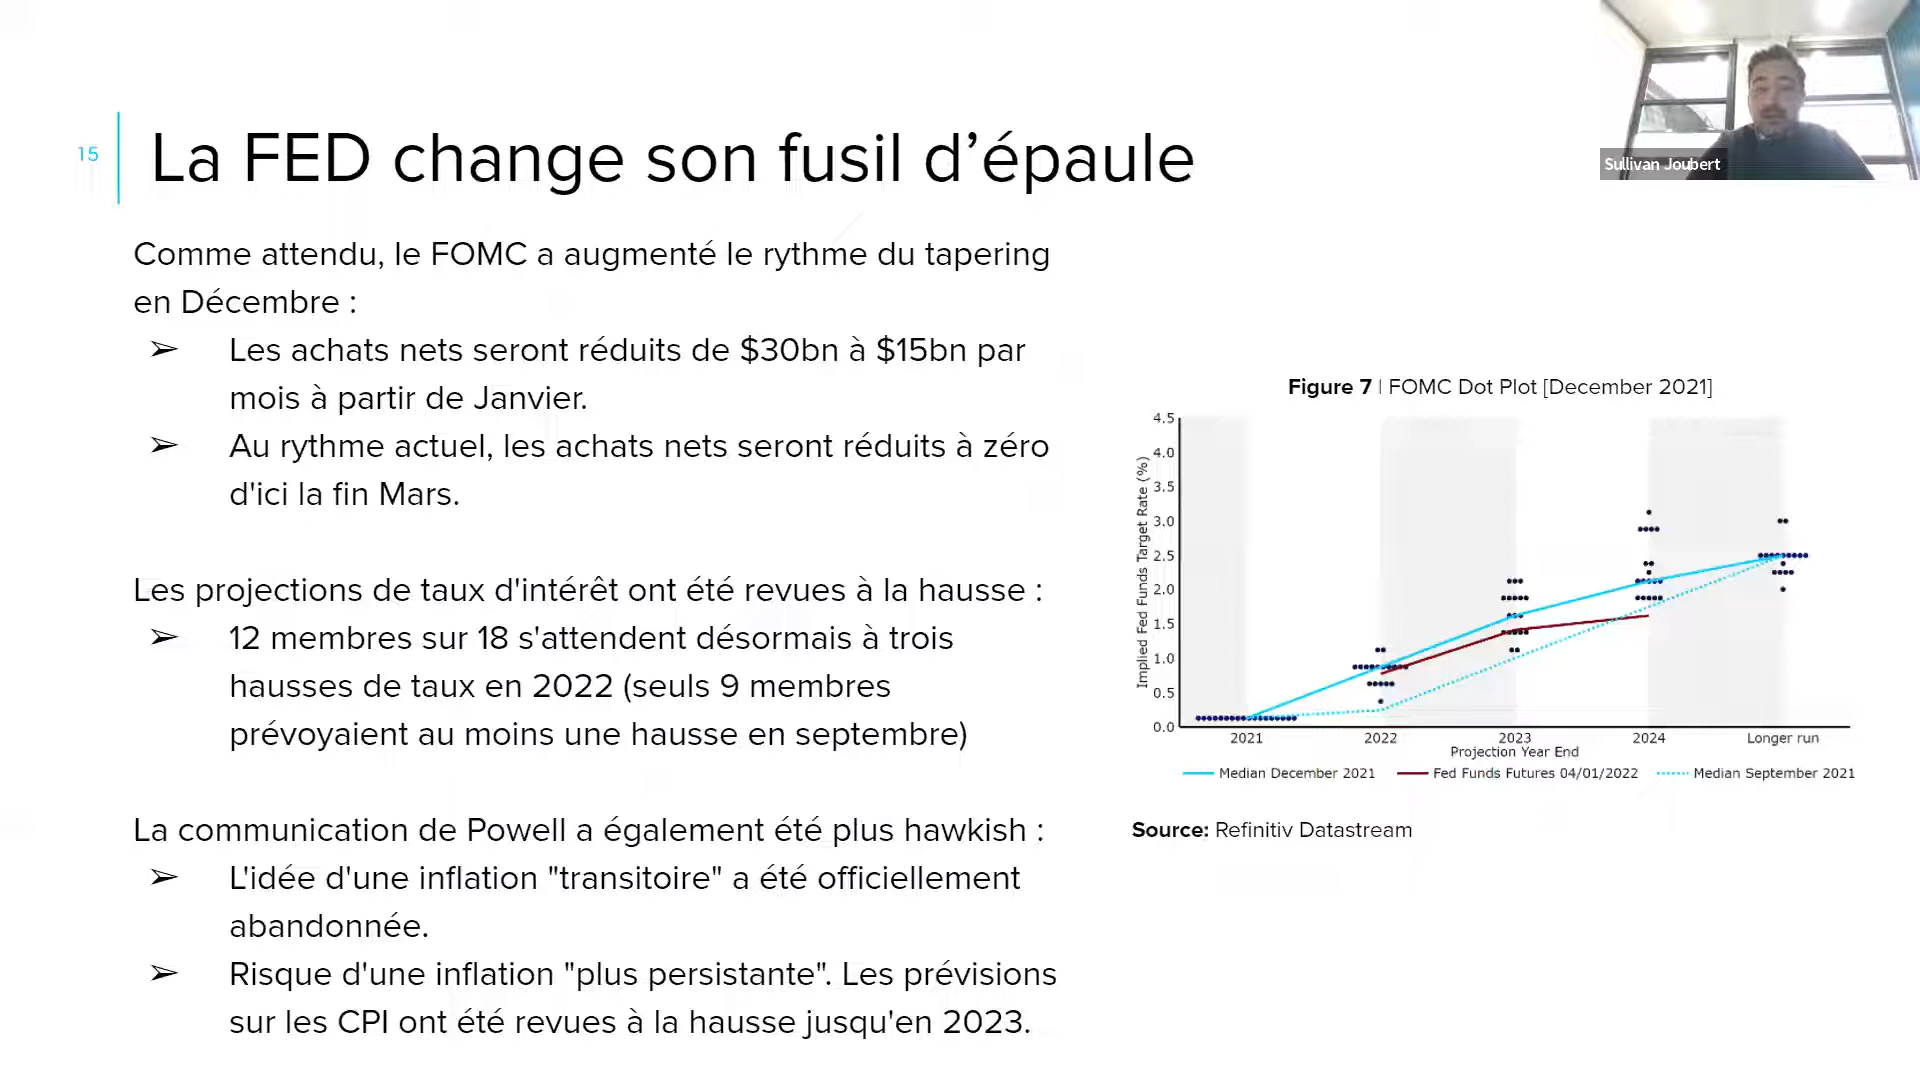 Sullivan Joubert
15
La FED change son fusil d’épaule
Comme attendu, le FOMC a augmenté le rythme du tapering
en Décembre :
➢ Les achats nets seront réduits de $30bn à $15bn par
mois à partir de Janvier.
➢ Au rythme actuel, les achats nets seront réduits à zéro
d'ici la fin Mars.
Les projections de taux d'intérêt ont été revues à la hausse :
➢ 12 membres sur 18 s'attendent désormais à trois
hausses de taux en 2022 (seuls 9 membres
prévoyaient au moins une hausse en septembre)
La communication de Powell a également été plus hawkish :
➢ L'idée d'une inflation "transitoire" a été officiellement
abandonnée.
➢ Risque d'une inflation "plus persistante". Les prévisions
sur les CPI ont été revues à la hausse jusqu'en 2023.
Figure 7 | FOMC Dot Plot [December 2021]
Implied Fed Funds Target Rate (%)
4.5
4.0
3.5
3.0
2.5
2.0
1.5
1.0
0.5
0.0
2021 2022 2023 2024 Longer run
Projection Year End
Median December 2021 Fed Funds Futures 04/01/2022 Median September 2021
Source: Refinitiv Datastream